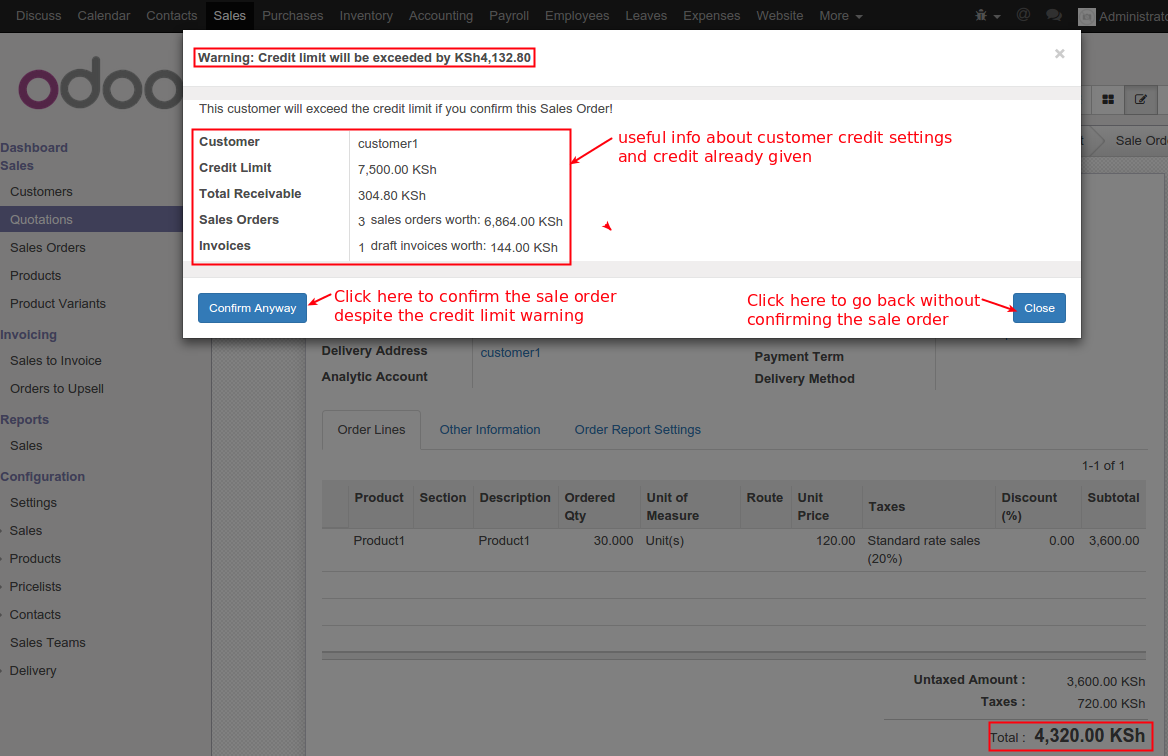 Discuss Calendar Contacts Sales Purchases Inventory Accounting Payroll Employees Leaves Expenses Website More @ Administrato
odoo
Warning: Credit limit will be exceeded by KSh4,132.80 ×
This customer will exceed the credit limit if you confirm this Sales Order!
Customer customer1
Credit Limit 7,500.00 KSh
Total Receivable 304.80 KSh
Sales Orders 3 sales orders worth: 6,864.00 KSh
Invoices 1 draft invoices worth: 144.00 KSh
useful info about customer credit settings
and credit already given
Confirm Anyway
Click here to confirm the sale order
despite the credit limit warning
Click here to go back without
confirming the sale order
Close
Dashboard
Sales
Customers
Quotations
Sales Orders
Products
Product Variants
Invoicing
Sales to Invoice
Orders to Upsell
Reports
Sales
Configuration
Settings
Sales
Products
Pricelists
Contacts
Sales Teams
Delivery
Sale Orde
Delivery Address customer1
Analytic Account
Payment Term
Delivery Method
Order Lines Other Information Order Report Settings
1-1 of 1
Product Section Description Ordered Qty Unit of Measure Route Unit Price Taxes Discount (%) Subtotal
Product1 Product1 30.000 Unit(s) 120.00 Standard rate sales (20%) 0.00 3,600.00
Untaxed Amount : 3,600.00 KSh
Taxes : 720.00 KSh
Total : 4,320.00 KSh